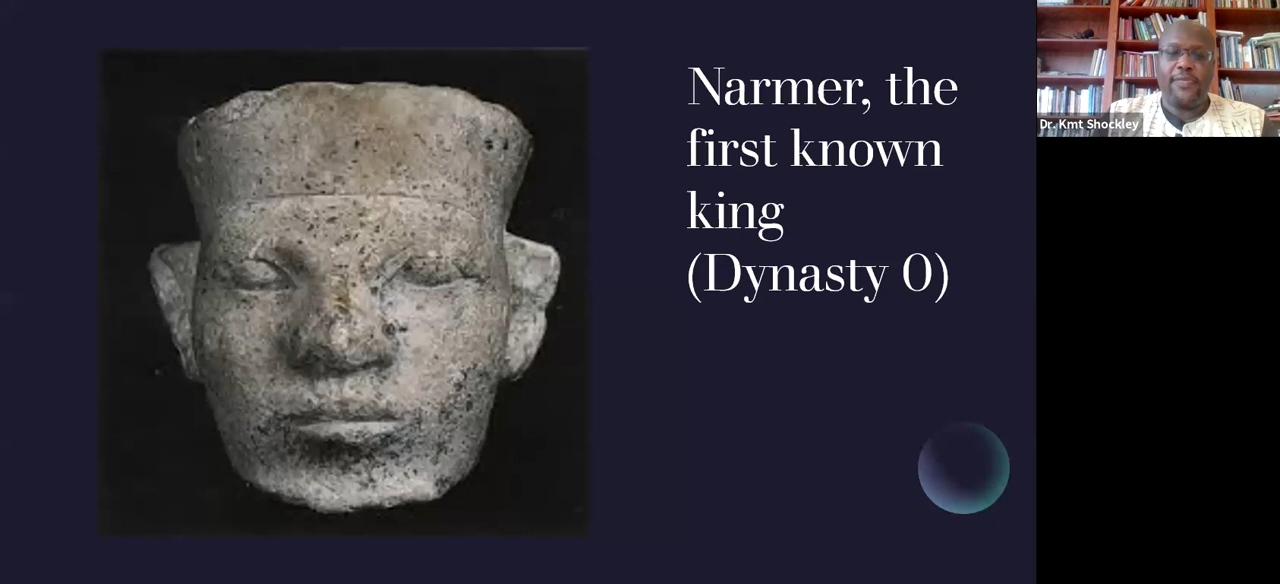 Narmer, the
first known
king
(Dynasty 0)
Dr. Kmt Shockley